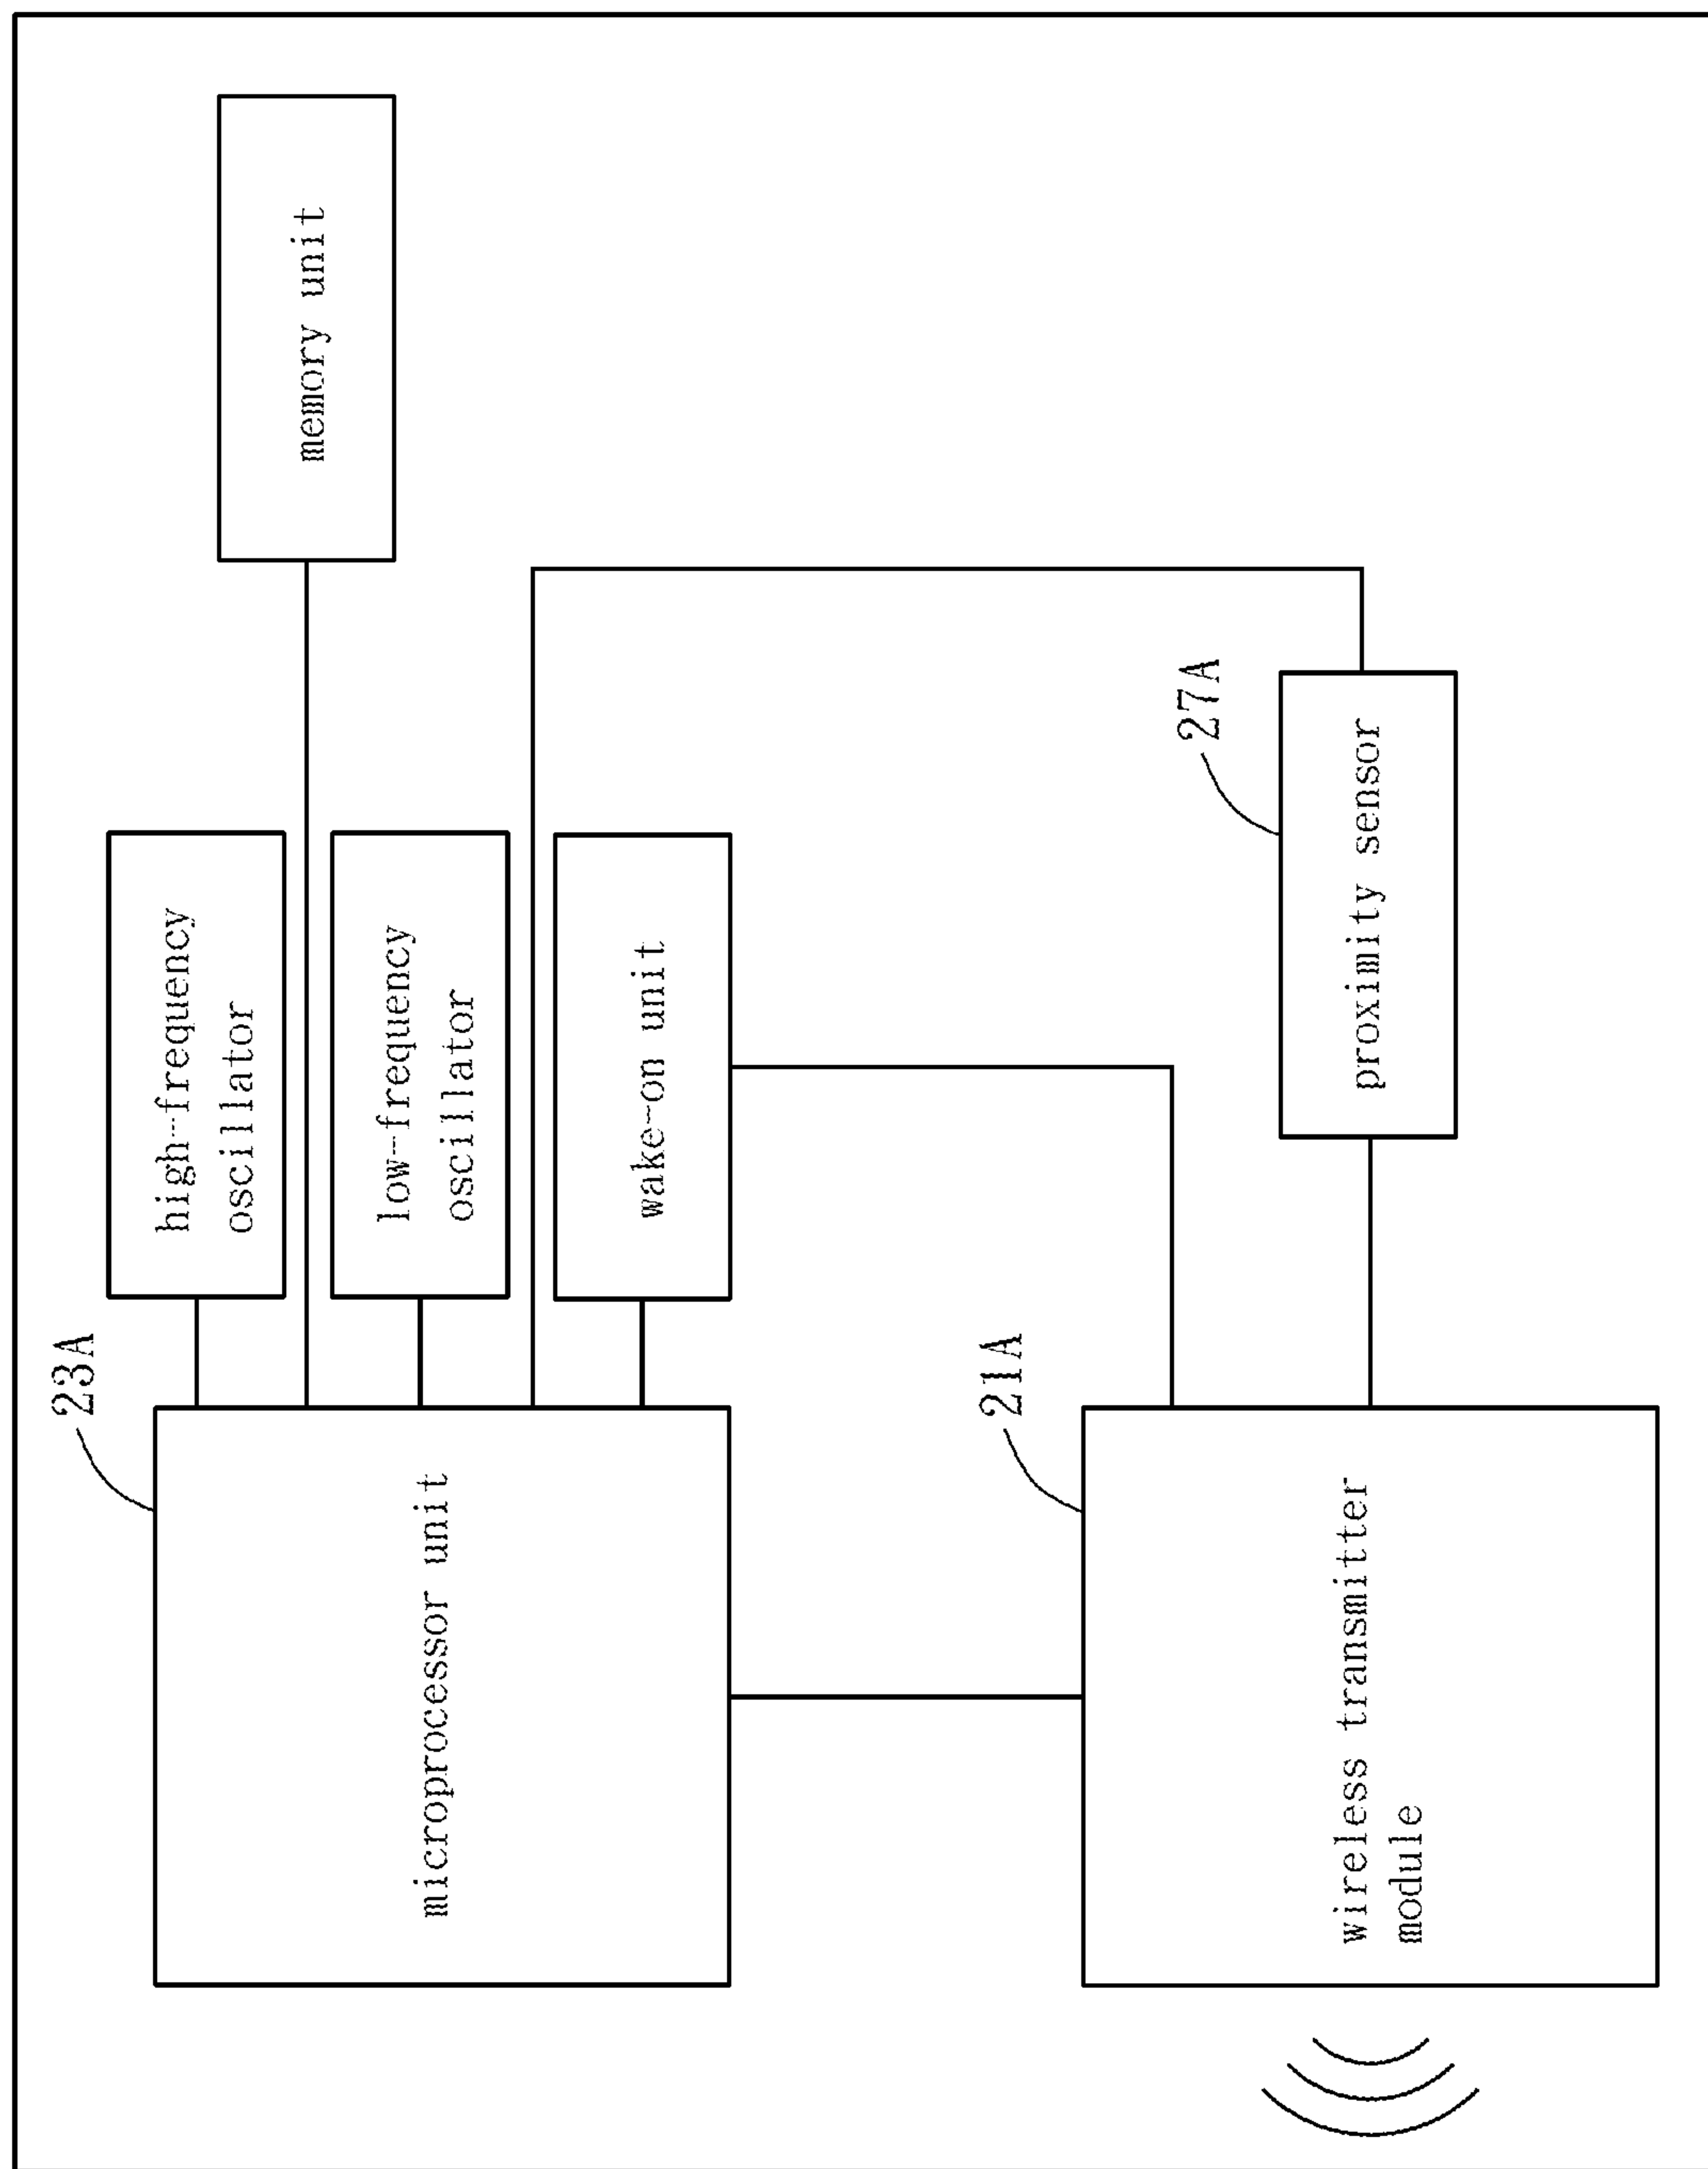 23A
microprocessor unit
high-frequency
oscillator
memory unit
low-frequency
oscillator
wake-on unit
21A
wireless transmitter
module
27A
proximity sensor